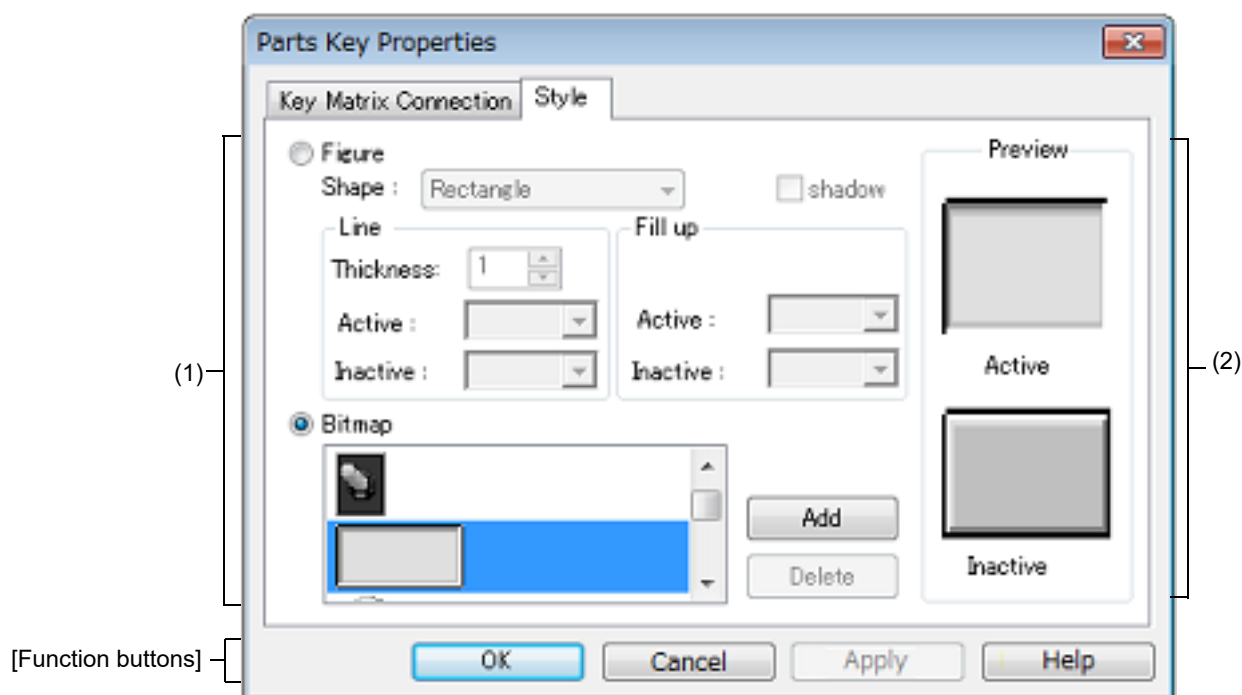 Parts Key Properties
Key Matrix Connection Style
Figure
Shape : Rectangle shadow
Line
Thickness: 1
Active :
Inactive :
Fill up
Active :
Inactive :
Bitmap
Add
Delete
Preview
Active
Inactive
(1)
(2)
[Function buttons]
OK Cancel Apply Help